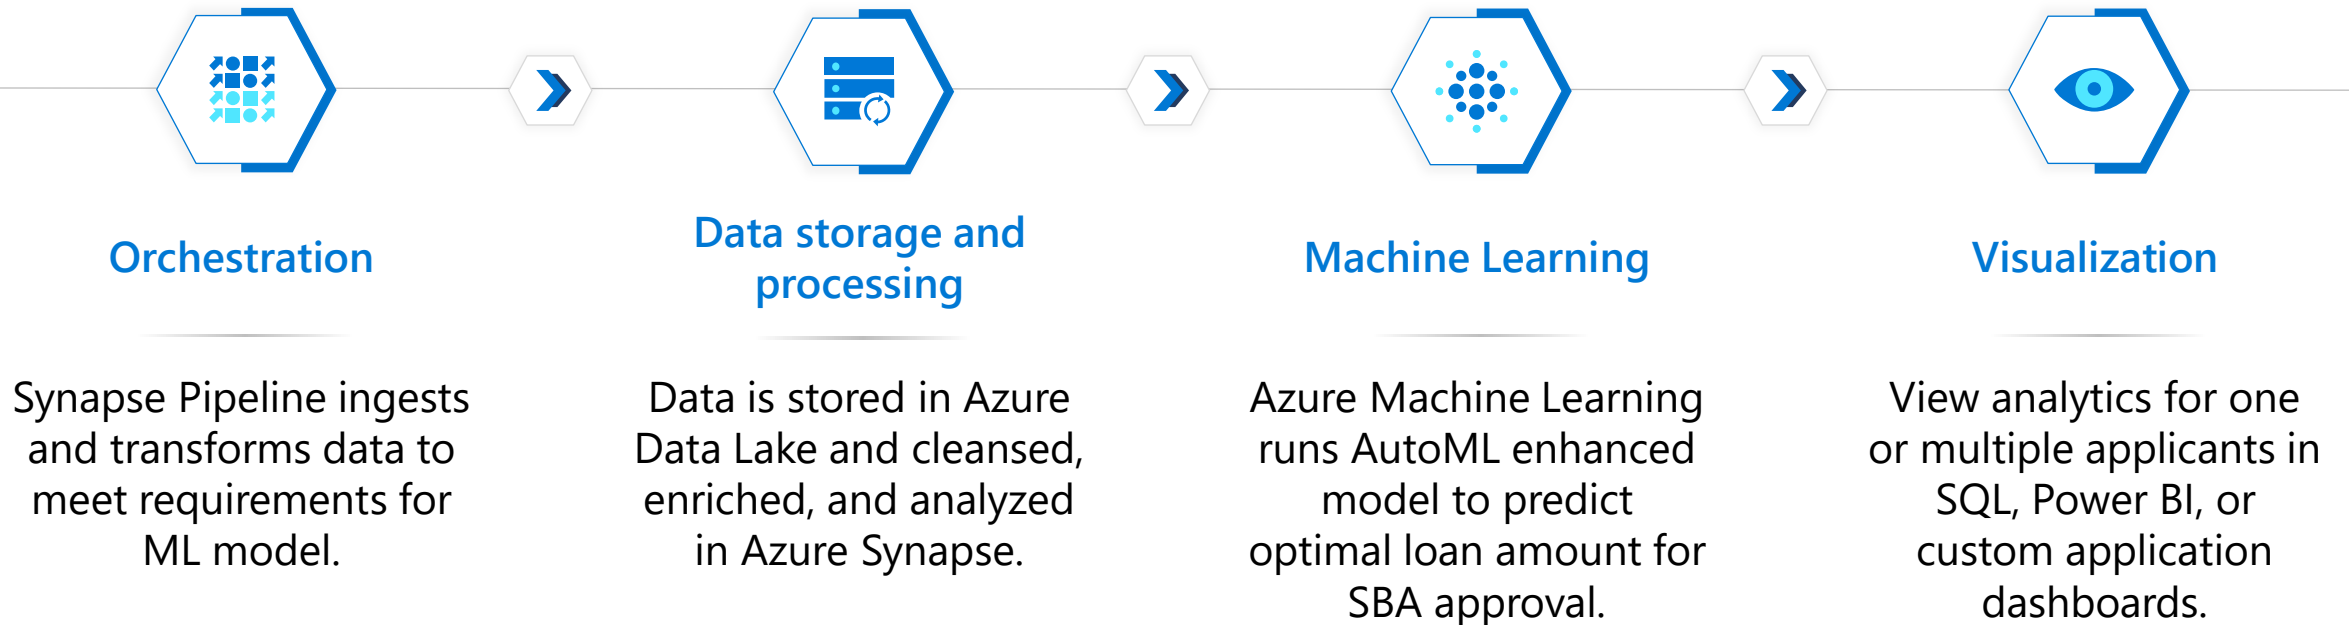 Orchestration
Synapse Pipeline ingests
and transforms data to
meet requirements for
ML model.
Data storage and
processing
Data is stored in Azure
Data Lake and cleansed,
enriched, and analyzed
in Azure Synapse.
Machine Learning
Azure Machine Learning
runs AutoML enhanced
model to predict
optimal loan amount for
SBA approval.
Visualization
View analytics for one
or multiple applicants in
SQL, Power BI, or
custom application
dashboards.